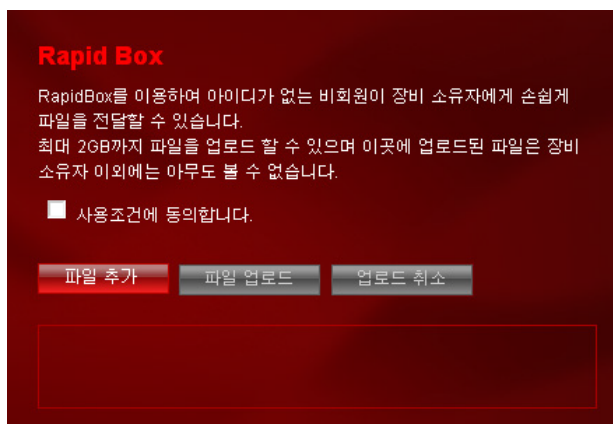 Rapid Box
RapidBox를 이용하여 아이디가 없는 비회원이 장비 소유자에게 손쉽게
파일을 전달할 수 있습니다.
최대 2GB까지 파일을 업로드 할 수 있으며 이곳에 업로드된 파일은 장비
소유자 이외에는 아무도 볼 수 없습니다.
사용조건에 동의합니다.
파일 추가 파일 업로드 업로드 취소